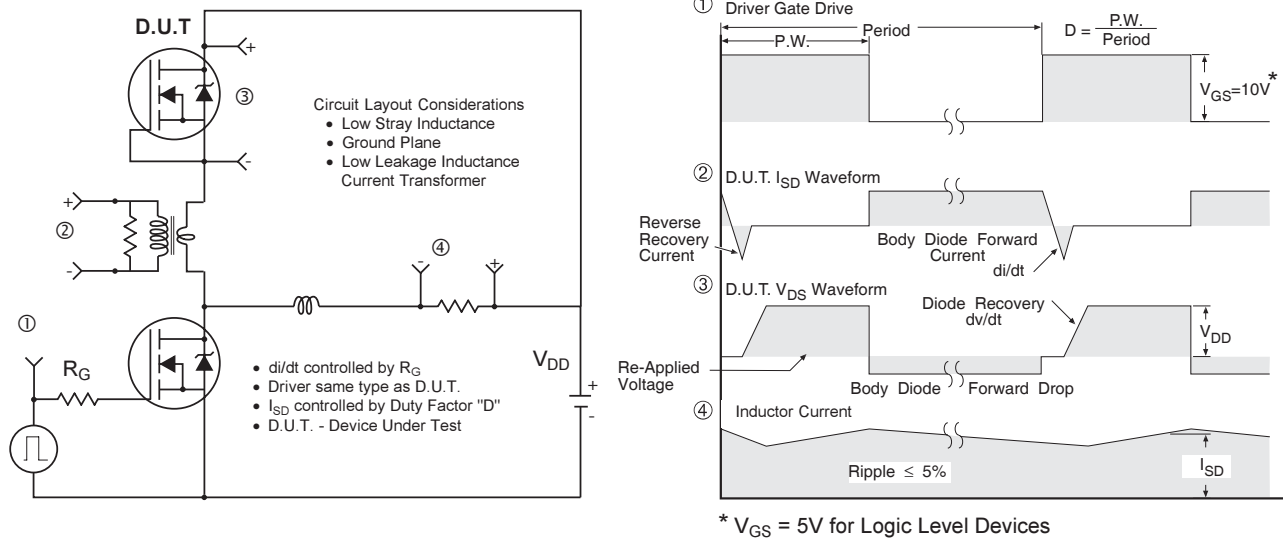 D.U.T
+
③
-
Circuit Layout Considerations
• Low Stray Inductance
• Ground Plane
• Low Leakage Inductance
Current Transformer
+
②
-
④
-
+
①
R_G
V_DD
+
-
• di/dt controlled by R_G
• Driver same type as D.U.T.
• I_SD controlled by Duty Factor "D"
• D.U.T. - Device Under Test
① Driver Gate Drive
P.W.
Period
D = P.W. / Period
V_GS=10V*
② D.U.T. I_SD Waveform
Reverse
Recovery
Current
Body Diode Forward
Current
di/dt
③ D.U.T. V_DS Waveform
Diode Recovery
dv/dt
V_DD
Re-Applied
Voltage
Body Diode Forward Drop
④ Inductor Current
Ripple ≤ 5%
I_SD
* V_GS = 5V for Logic Level Devices